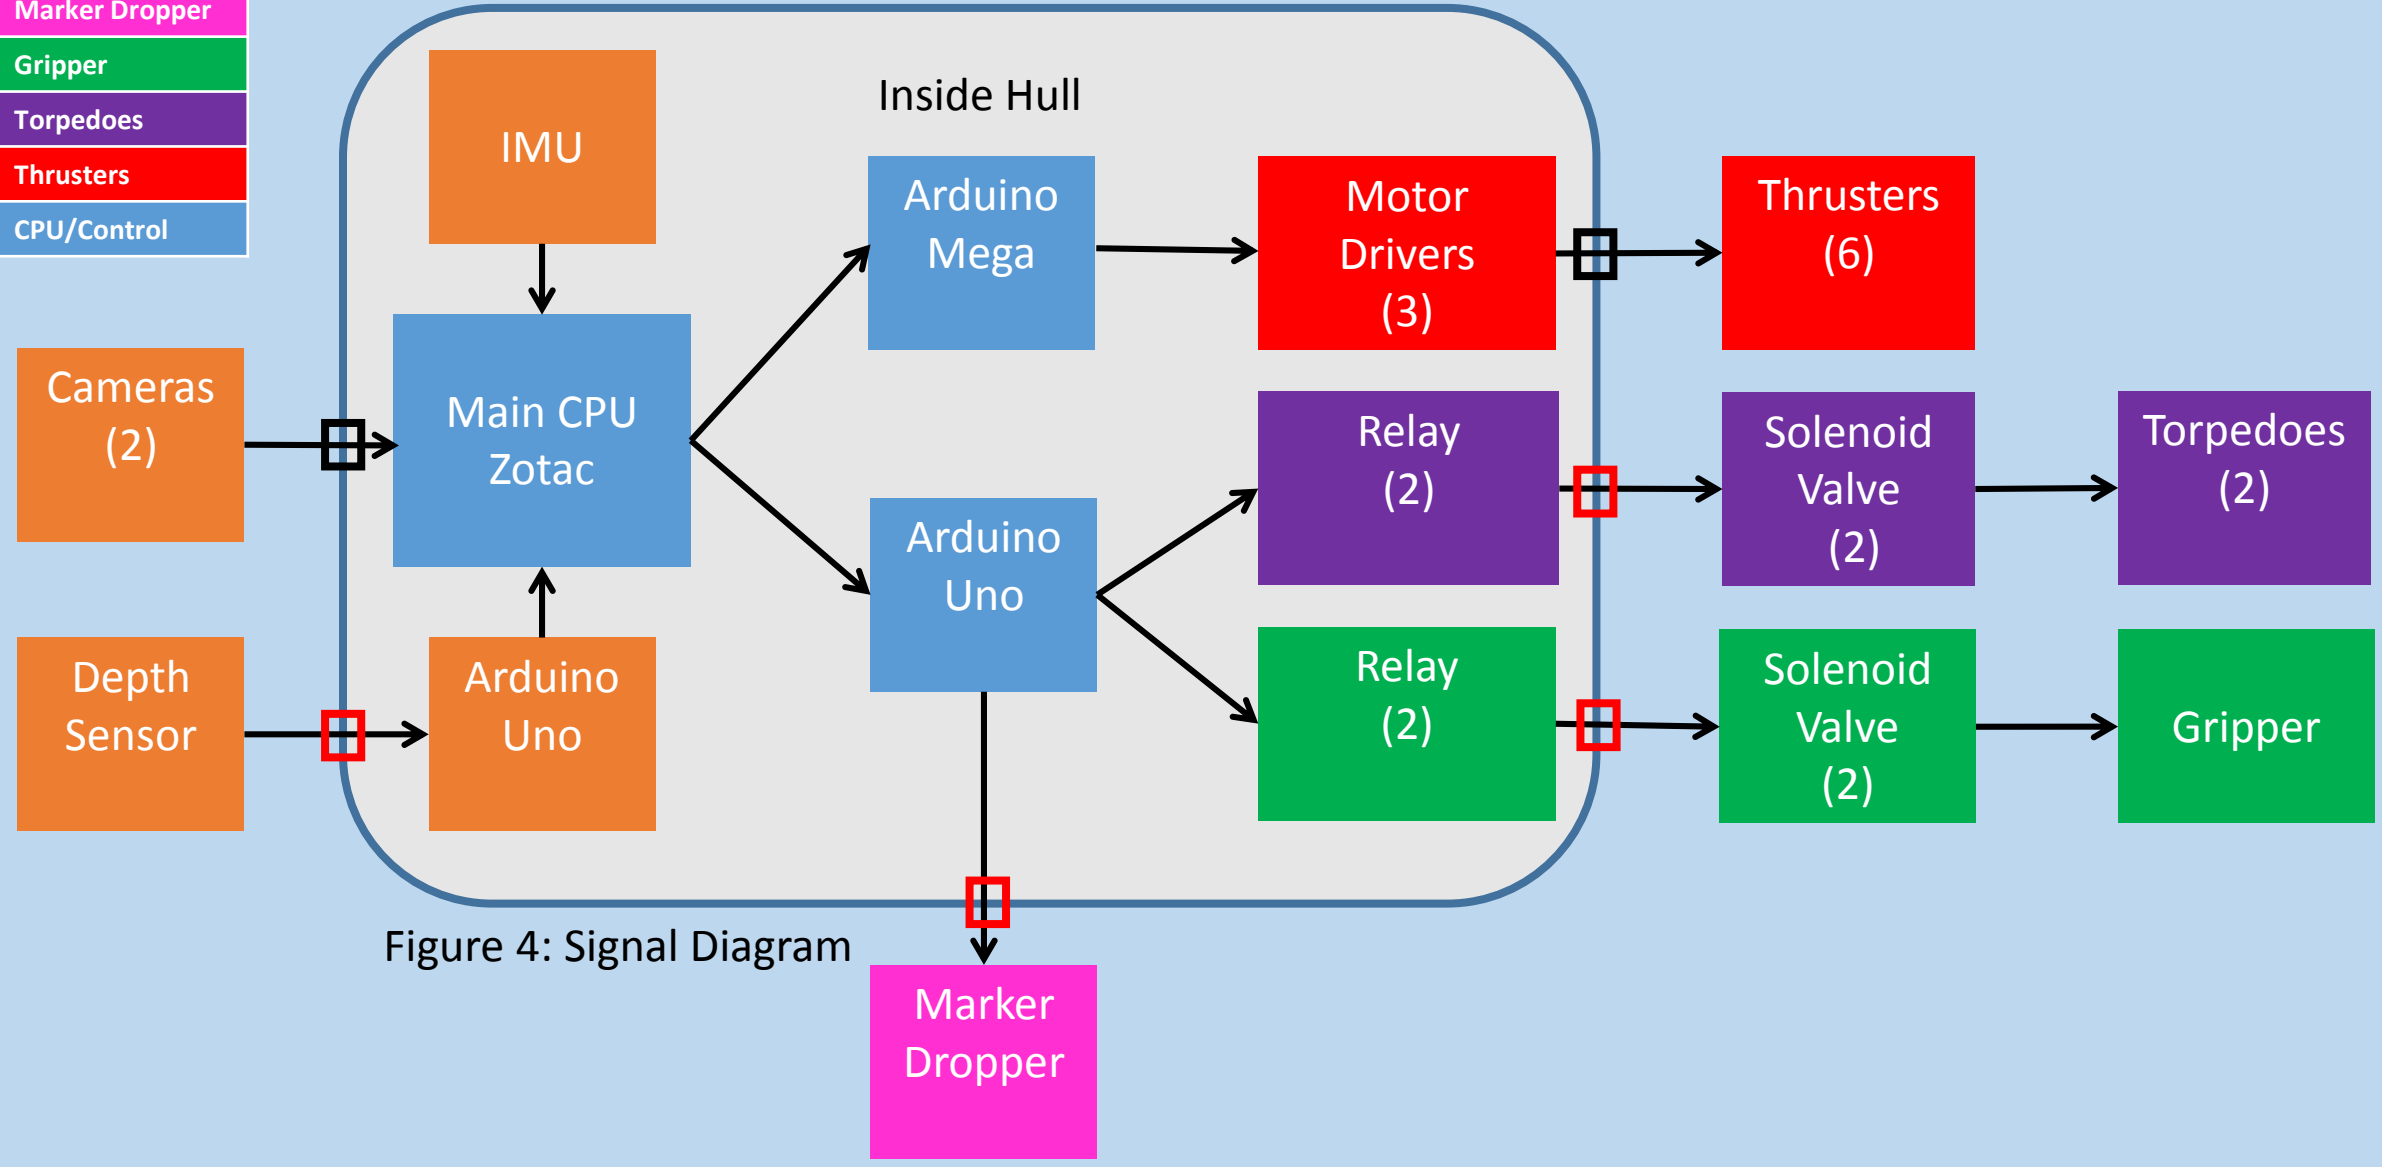 Marker Dropper
Gripper
Torpedoes
Thrusters
CPU/Control
Inside Hull
IMU
Arduino
Mega
Motor
Drivers
(3)
Thrusters
(6)
Cameras
(2)
Main CPU
Zotac
Relay
(2)
Solenoid
Valve
(2)
Torpedoes
(2)
Arduino
Uno
Depth
Sensor
Arduino
Uno
Relay
(2)
Solenoid
Valve
(2)
Gripper
Figure 4: Signal Diagram
Marker
Dropper